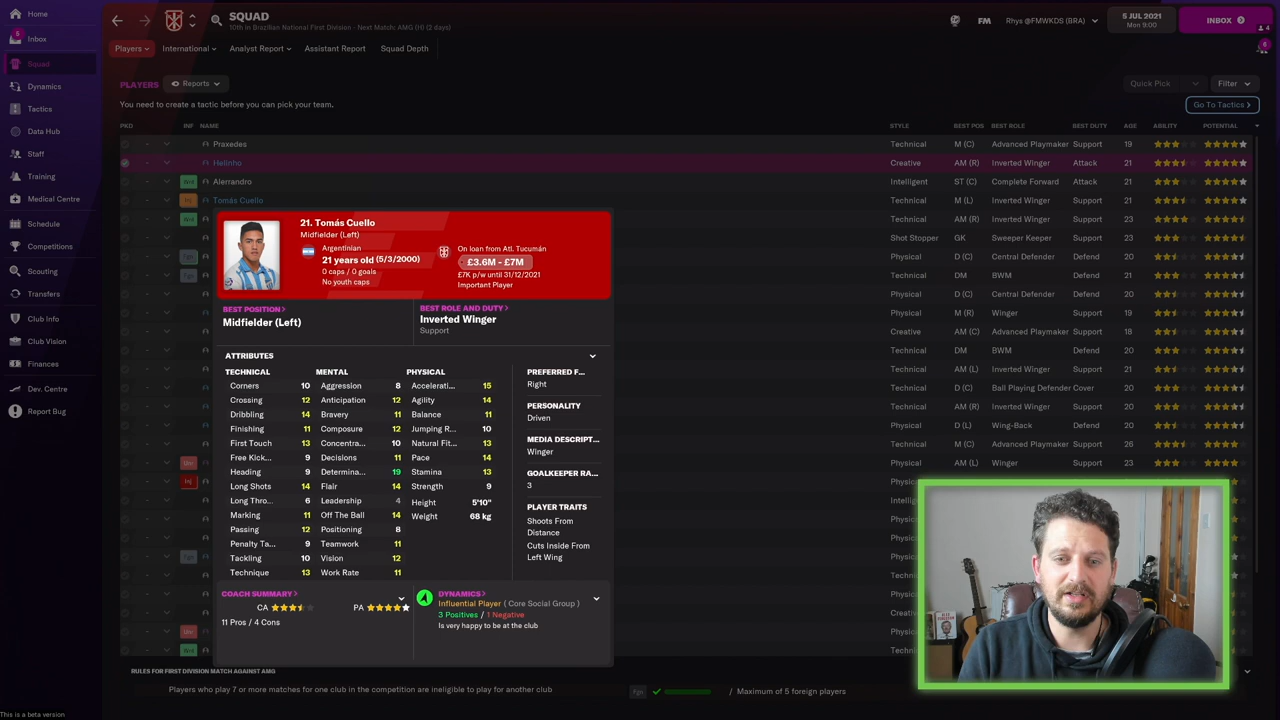 Home
SQUAD
10th in Brazilian National First Division - Next Match: AMG (H) (2 days)
FM
Rhys @FMWKDS (BRA)
5 JUL 2021
Mon 9:00
INBOX
4
5
Inbox
Squad
Dynamics
Tactics
Data Hub
Staff
Training
Medical Centre
Schedule
Competitions
Scouting
Transfers
Club Info
Club Vision
Finances
Dev. Centre
Report Bug
Players
International
Analyst Report
Assistant Report
Squad Depth
6
PLAYERS
Reports
Quick Pick
Filter
You need to create a tactic before you can pick your team.
Go To Tactics
PKD INF NAME STYLE BEST POS BEST ROLE BEST DUTY AGE ABILITY POTENTIAL
- Praxedes Technical M (C) Advanced Playmaker Support 19
- Helinho Creative AM (R) Inverted Winger Attack 21
- Wnt Alerrandro Intelligent ST (C) Complete Forward Attack 21
- Inj Tomás Cuello Technical M (L) Inverted Winger Support 21
- Wnt Technical AM (R) Inverted Winger Support 23
- Shot Stopper GK Sweeper Keeper Support 23
- Fgn Physical D (C) Central Defender Defend 20
- Fgn Technical DM BWM Defend 21
- Physical D (C) Central Defender Defend 20
- Physical M (R) Winger Support 19
- Creative AM (C) Advanced Playmaker Support 18
- Technical DM BWM Defend 20
- Technical AM (L) Inverted Winger Support 21
- Technical D (C) Ball Playing Defender Cover 20
- Technical AM (R) Inverted Winger Support 20
- Physical D (L) Wing-Back Defend 20
- Technical M (C) Advanced Playmaker Support 26
- Unr Physical AM (L) Winger Support 23
- Inj
- Fgn
- Unr
- Wnt
21. Tomás Cuello
Midfielder (Left)
Argentinian
21 years old (5/3/2000)
0 caps / 0 goals
No youth caps
On loan from Atl. Tucumán
£3.6M - £7M
£7K p/w until 31/12/2021
Important Player
BEST POSITION
Midfielder (Left)
BEST ROLE AND DUTY
Inverted Winger
Support
ATTRIBUTES
TECHNICAL MENTAL PHYSICAL
Corners 10 Aggression 8 Accelerati... 15
Crossing 12 Anticipation 12 Agility 14
Dribbling 14 Bravery 11 Balance 11
Finishing 11 Composure 12 Jumping R... 10
First Touch 13 Concentra... 10 Natural Fit... 13
Free Kick... 9 Decisions 11 Pace 14
Heading 9 Determina... 19 Stamina 13
Long Shots 14 Flair 14 Strength 9
Long Thro... 6 Leadership 4 Height 5'10"
Marking 11 Off The Ball 14 Weight 68 kg
Passing 12 Positioning 8
Penalty Ta... 9 Teamwork 11
Tackling 10 Vision 12
Technique 13 Work Rate 11
PREFERRED F...
Right
PERSONALITY
Driven
MEDIA DESCRIPT...
Winger
GOALKEEPER RA...
3
PLAYER TRAITS
Shoots From
Distance
Cuts Inside From
Left Wing
COACH SUMMARY
CA PA
11 Pros / 4 Cons
DYNAMICS
Influential Player ( Core Social Group )
3 Positives / 1 Negative
Is very happy to be at the club
RULES FOR FIRST DIVISION MATCH AGAINST AMG
Players who play 7 or more matches for one club in the competition are ineligible to play for another club
Fgn / Maximum of 5 foreign players
This is a beta version